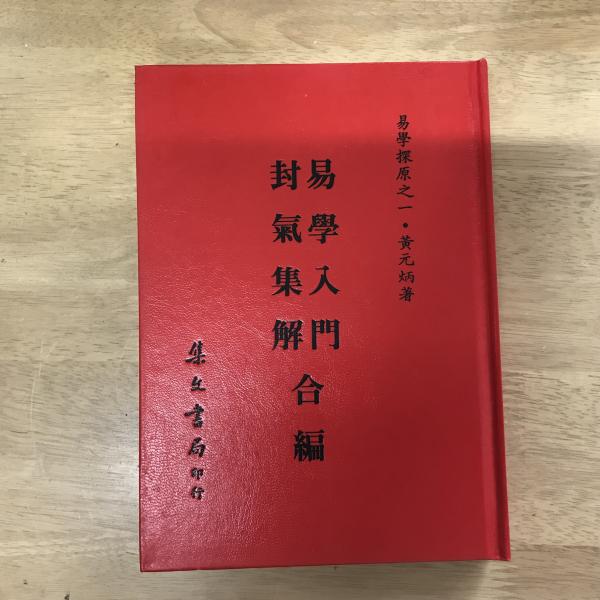 易學探原之一・黃元炳著
易學入門
封氣集解
合編
集文書局印行